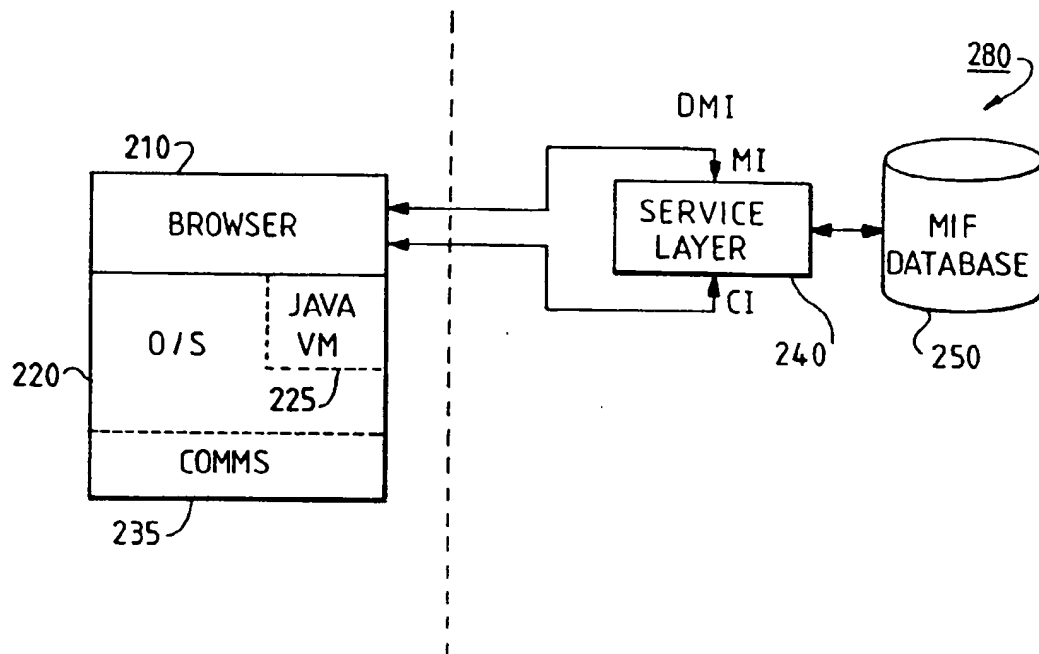 280
DMI
210
MI
BROWSER
SERVICE
LAYER
MIF
DATABASE
JAVA
VM
O/S
CI
240
250
220
225
COMMS
235